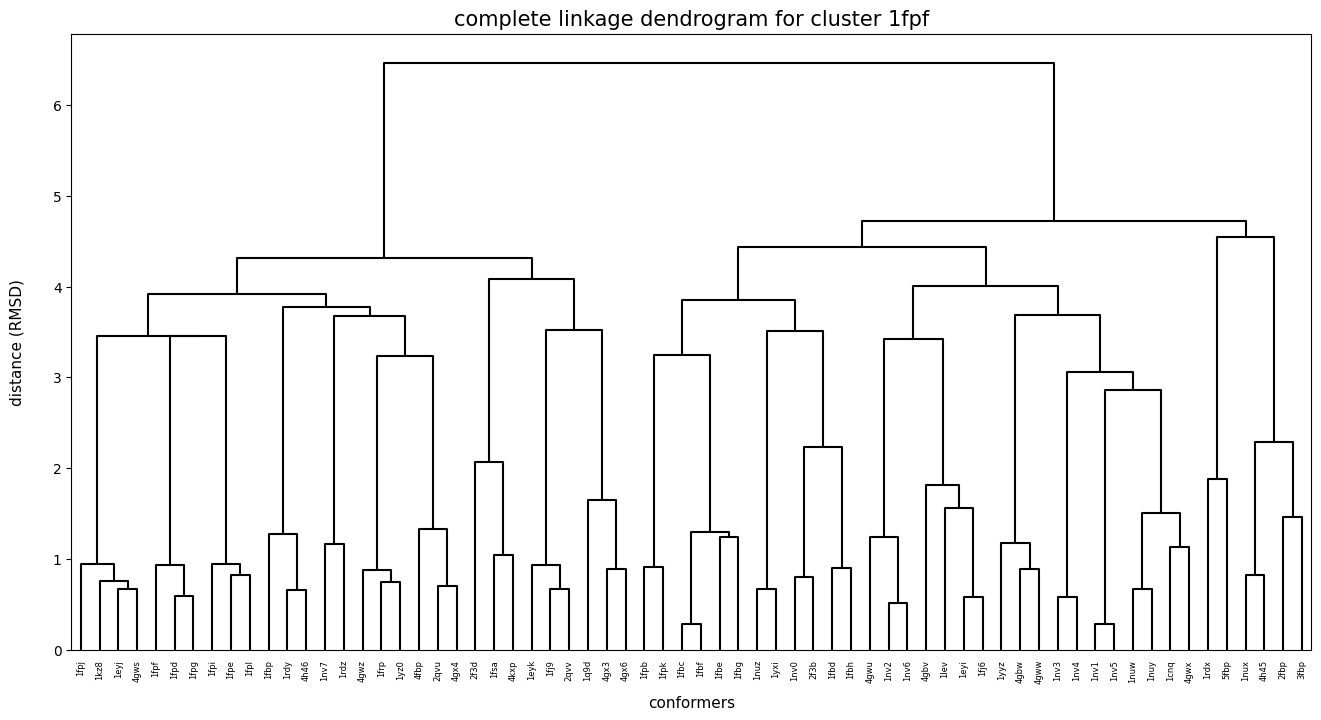 complete linkage dendrogram for cluster 1fpf
distance (RMSD)
6
5
4
3
2
1
0
1fpj 1kz8 1eyj 4gws 1fpf 1fpd 1fpg 1fpi 1fpe 1fpl 1fbp 1rdy 4h46 1nv7 1rdz 4gwz 1frp 1yz0 4fbp 2qvu 4gx4 2f3d 1fsa 4kxp 1eyk 1fj9 2qvv 1q9d 4gx3 4gx6 1fpb 1fpk 1fbc 1fbf 1fbe 1fbg 1nuz 1yxi 1nv0 2f3b 1fbd 1fbh 4gwu 1nv2 1nv6 4gbv 1lev 1eyi 1fj6 1yyz 4gbw 4gww 1nv3 1nv4 1nv1 1nv5 1nuw 1nuy 1cnq 4gwx 1rdx 5fbp 1nux 4h45 2fbp 3fbp
conformers